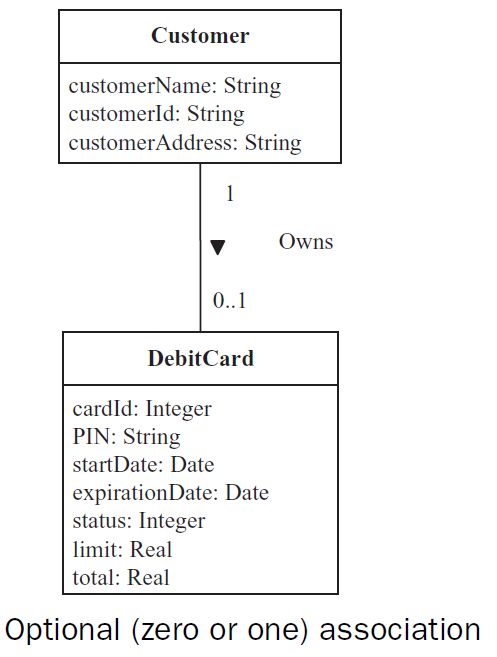 Customer
customerName: String
customerId: String
customerAddress: String
1
Owns
0..1
DebitCard
cardId: Integer
PIN: String
startDate: Date
expirationDate: Date
status: Integer
limit: Real
total: Real
Optional (zero or one) association